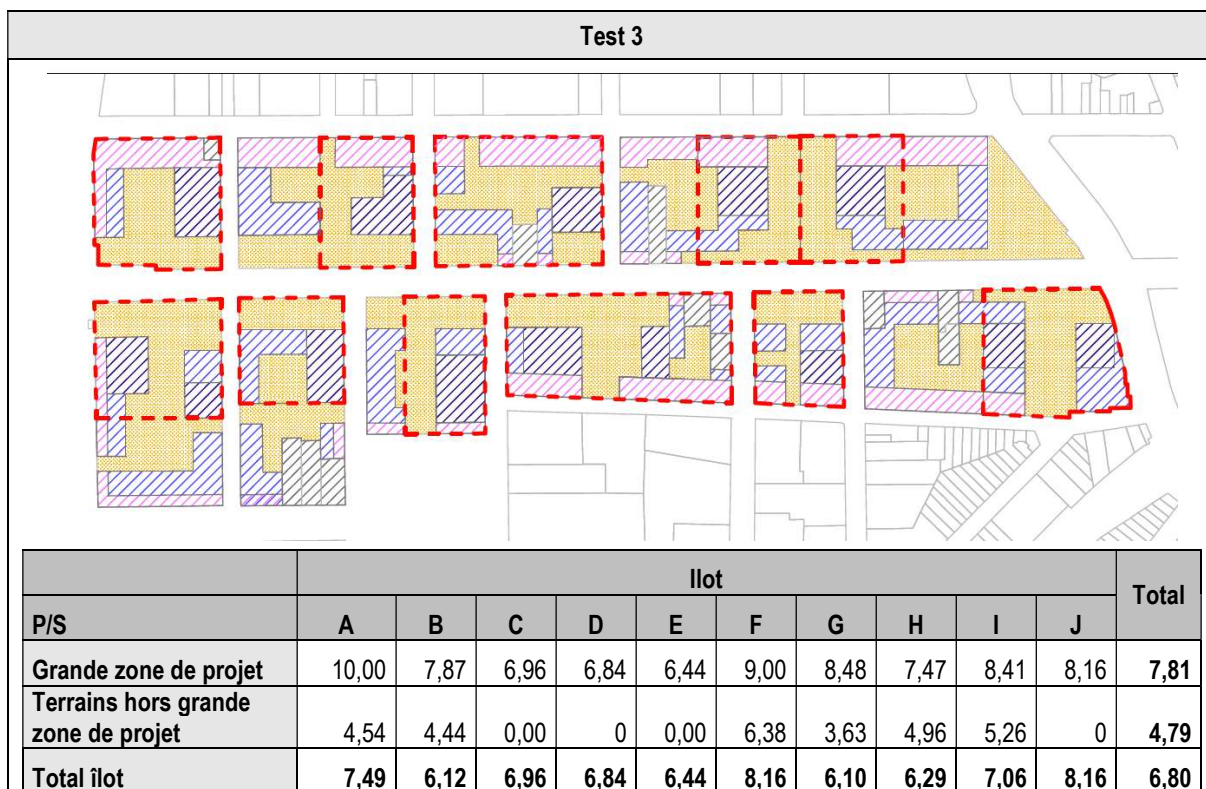 Test 3
Ilot Total
P/S A B C D E F G H I J
Grande zone de projet 10,00 7,87 6,96 6,84 6,44 9,00 8,48 7,47 8,41 8,16 7,81
Terrains hors grande
zone de projet 4,54 4,44 0,00 0 0,00 6,38 3,63 4,96 5,26 0 4,79
Total îlot 7,49 6,12 6,96 6,84 6,44 8,16 6,10 6,29 7,06 8,16 6,80